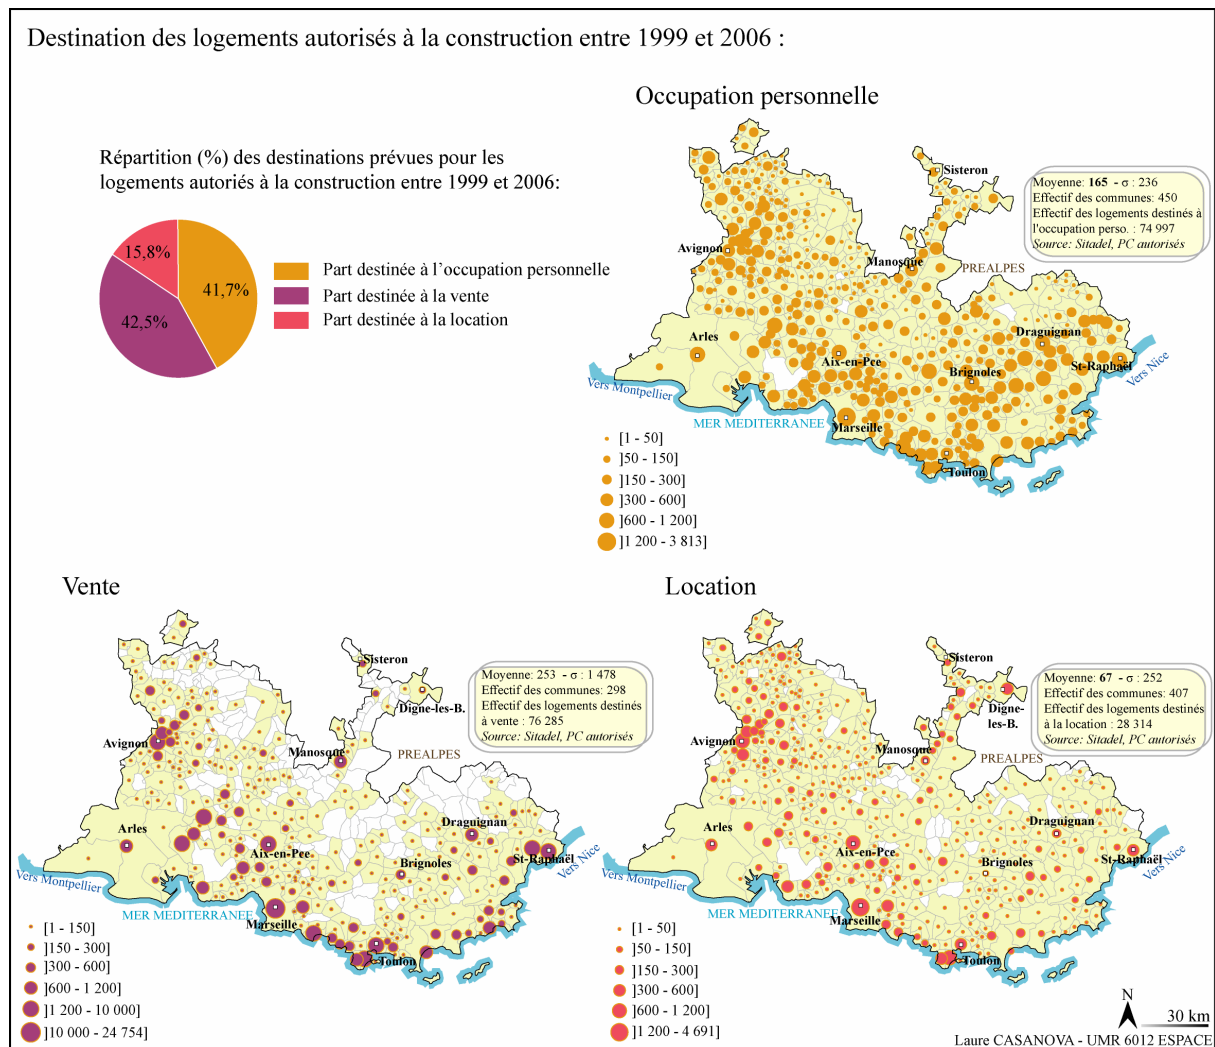 Destination des logements autorisés à la construction entre 1999 et 2006 :
Répartition (%) des destinations prévues pour les
logements autoriés à la construction entre 1999 et 2006:
15,8%
41,7%
42,5%
Part destinée à l'occupation personnelle
Part destinée à la vente
Part destinée à la location
Occupation personnelle
Sisteron
Moyenne: 165 - σ : 236
Effectif des communes: 450
Effectif des logements destinés à
l'occupation perso. : 74 997
Source: Sitadel, PC autorisés
Avignon
Manosque
PREALPES
Arles
Draguignan
Aix-en-Pce
St-Raphaël
Brignoles
Vers Nice
Vers Montpellier
MER MEDITERRANEE
Marseille
Toulon
[1 - 50]
]50 - 150]
]150 - 300]
]300 - 600]
]600 - 1 200]
]1 200 - 3 813]
Vente
Sisteron
Moyenne: 253 - σ : 1 478
Effectif des communes: 298
Effectif des logements destinés
à vente : 76 285
Source: Sitadel, PC autorisés
Digne-les-B.
Avignon
Manosque
PREALPES
Arles
Draguignan
Aix-en-Pce
St-Raphaël
Brignoles
Vers Nice
Vers Montpellier
MER MEDITERRANEE
Marseille
Toulon
[1 - 150]
]150 - 300]
]300 - 600]
]600 - 1 200]
]1 200 - 10 000]
]10 000 - 24 754]
Location
Sisteron
Moyenne: 67 - σ : 252
Effectif des communes: 407
Effectif des logements destinés
à la location : 28 314
Source: Sitadel, PC autorisés
Digne-
les-B.
Avignon
Manosque
PREALPES
Arles
Draguignan
Aix-en-Pce
St-Raphaël
Brignoles
Vers Nice
Vers Montpellier
MER MEDITERRANEE
Marseille
Toulon
[1 - 50]
]50 - 150]
]150 - 300]
]300 - 600]
]600 - 1 200]
]1 200 - 4 691]
N
30 km
Laure CASANOVA - UMR 6012 ESPACE